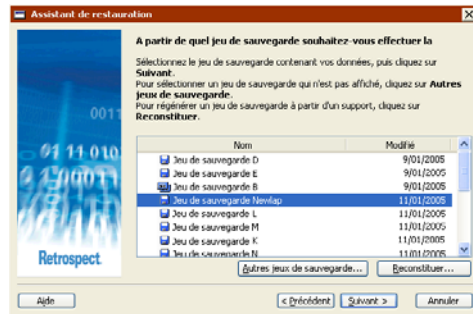 Assistant de restauration
A partir de quel jeu de sauvegarde souhaitez-vous effectuer la
Sélectionnez le jeu de sauvegarde contenant vos données, puis cliquez sur
Suivant.
Pour sélectionner un jeu de sauvegarde qui n'est pas affiché, cliquez sur Autres
jeux de sauvegarde.
Pour régénérer un jeu de sauvegarde à partir d'un support, cliquez sur
Reconstituer.
Nom Modifié
Jeu de sauvegarde D 9/01/2005
Jeu de sauvegarde E 9/01/2005
Jeu de sauvegarde B 9/01/2005
Jeu de sauvegarde Newlap 11/01/2005
Jeu de sauvegarde L 11/01/2005
Jeu de sauvegarde M 11/01/2005
Jeu de sauvegarde K 11/01/2005
Jeu de sauvegarde N 11/01/2005
Retrospect.
Autres jeux de sauvegarde... Reconstituer...
Aide < Précédent Suivant > Annuler